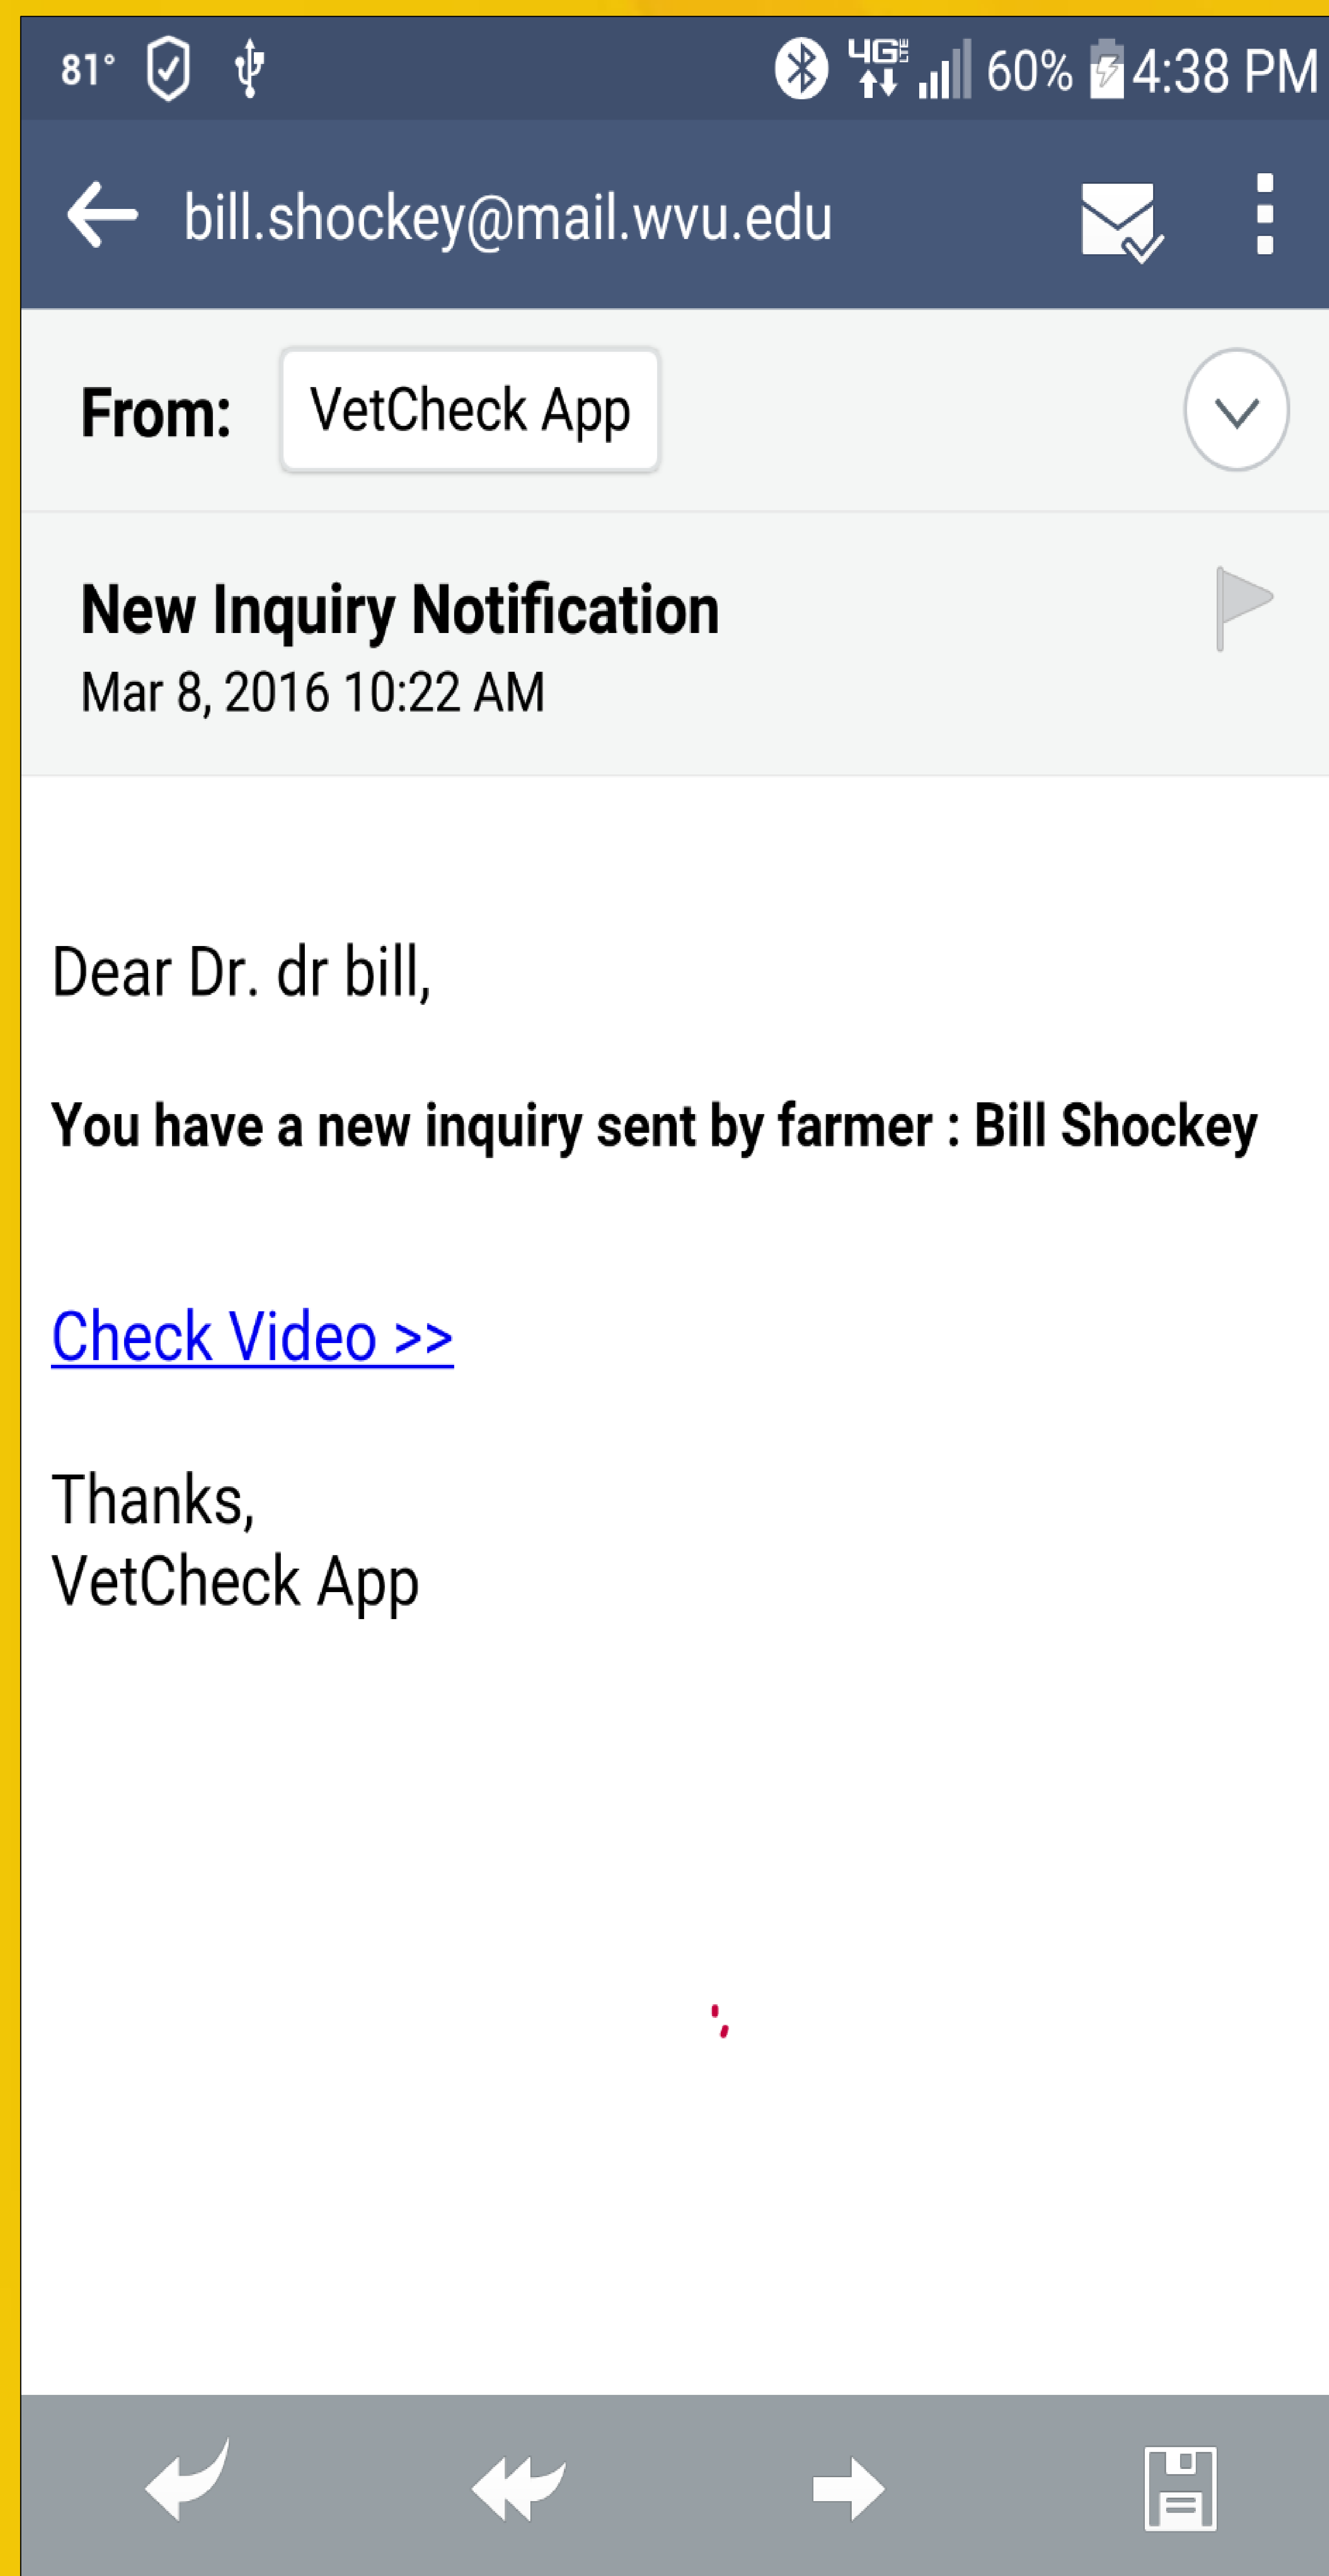 81° 4G LTE 60% 4:38 PM
bill.shockey@mail.wvu.edu
From: VetCheck App
New Inquiry Notification
Mar 8, 2016 10:22 AM
Dear Dr. dr bill,
You have a new inquiry sent by farmer : Bill Shockey
Check Video >>
Thanks,
VetCheck App